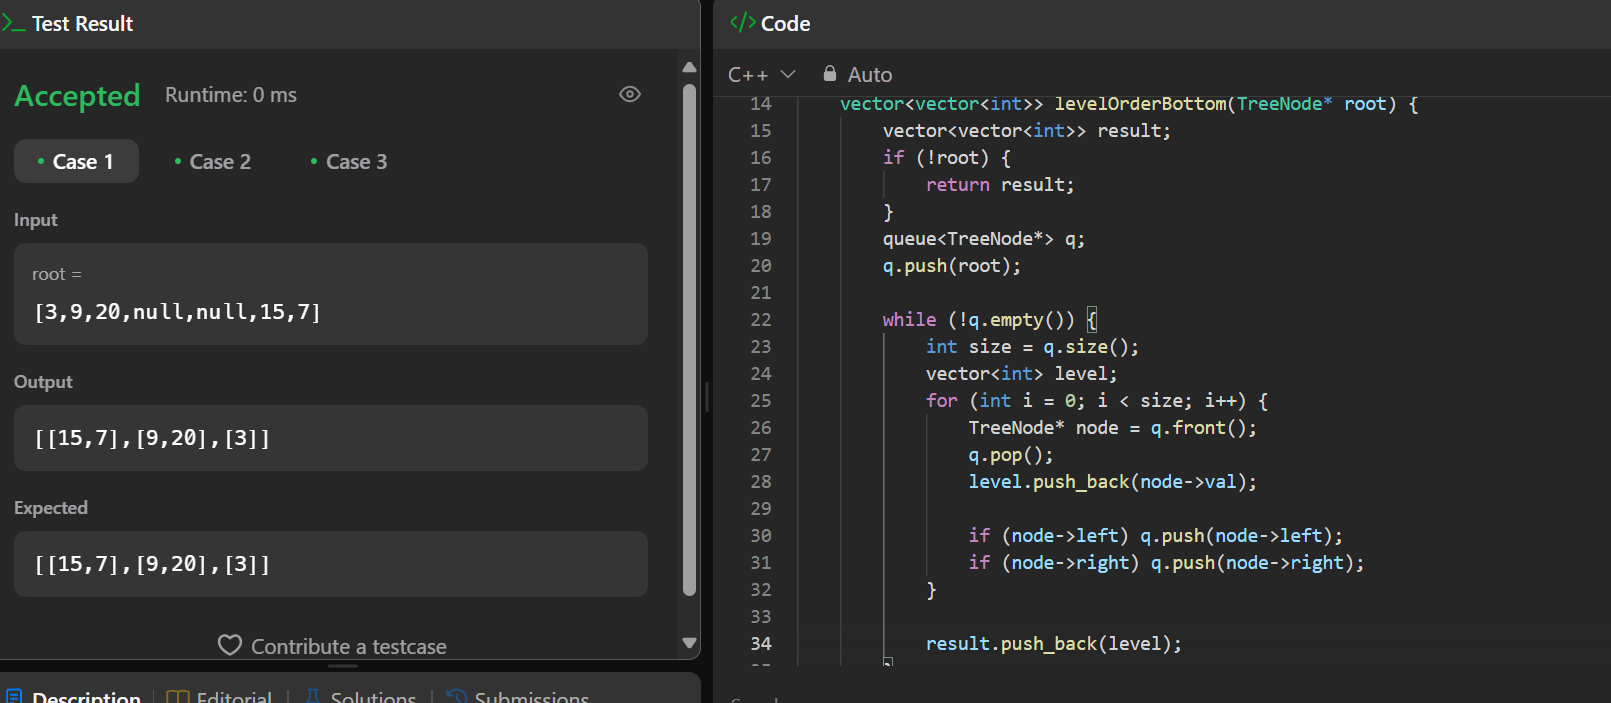 Test Result
Accepted Runtime: 0 ms
Case 1 Case 2 Case 3
Input
root =
[3,9,20,null,null,15,7]
Output
[[15,7],[9,20],[3]]
Expected
[[15,7],[9,20],[3]]
Contribute a testcase
Description Editorial Solutions Submissions
</> Code
C++ Auto
14 vector<vector<int>> levelOrderBottom(TreeNode* root) {
15 vector<vector<int>> result;
16 if (!root) {
17 return result;
18 }
19 queue<TreeNode*> q;
20 q.push(root);
21
22 while (!q.empty()) {
23 int size = q.size();
24 vector<int> level;
25 for (int i = 0; i < size; i++) {
26 TreeNode* node = q.front();
27 q.pop();
28 level.push_back(node->val);
29
30 if (node->left) q.push(node->left);
31 if (node->right) q.push(node->right);
32 }
33
34 result.push_back(level);